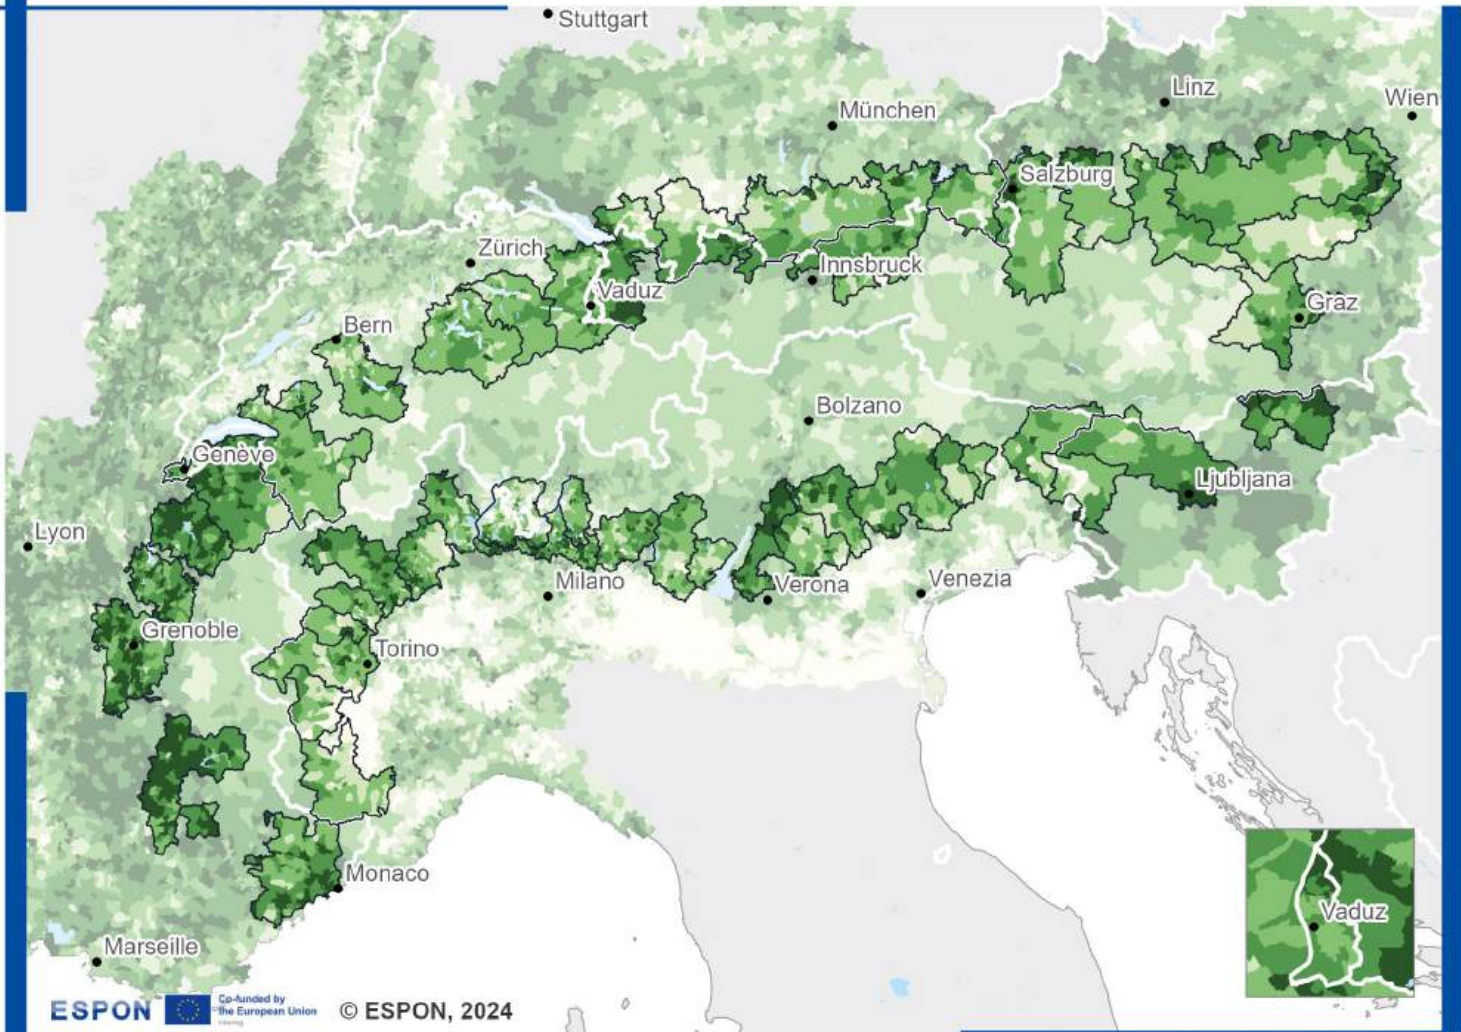 Stuttgart
Linz
Wien
München
Salzburg
Zürich
Innsbruck
Vaduz
Graz
Bern
Bolzano
Genève
Ljubljana
Lyon
Milano
Verona
Venezia
Grenoble
Torino
Monaco
Vaduz
Marseille
ESPON
Co-funded by
the European Union
Interreg
© ESPON, 2024